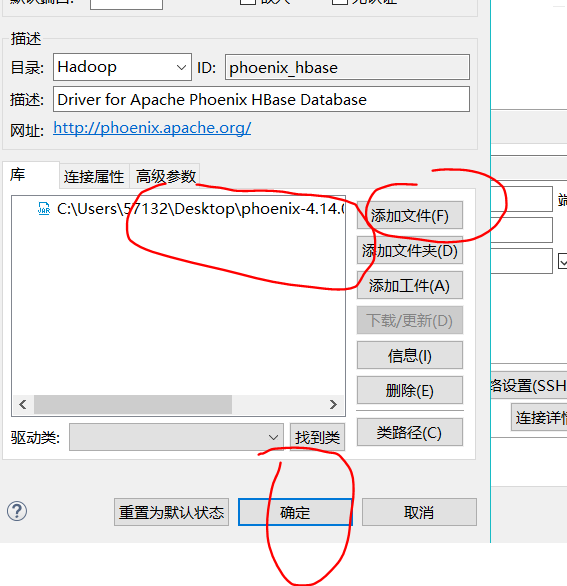 描述
目录: Hadoop ID: phoenix_hbase
描述: Driver for Apache Phoenix HBase Database
网址: http://phoenix.apache.org/
库 连接属性 高级参数
C:\Users\57132\Desktop\phoenix-4.14.0
添加文件(F)
添加文件夹(D)
添加工件(A)
下载/更新(D)
信息(I)
删除(E)
类路径(C)
驱动类: 找到类
重置为默认状态 确定 取消
端
络设置(SSH
连接详情